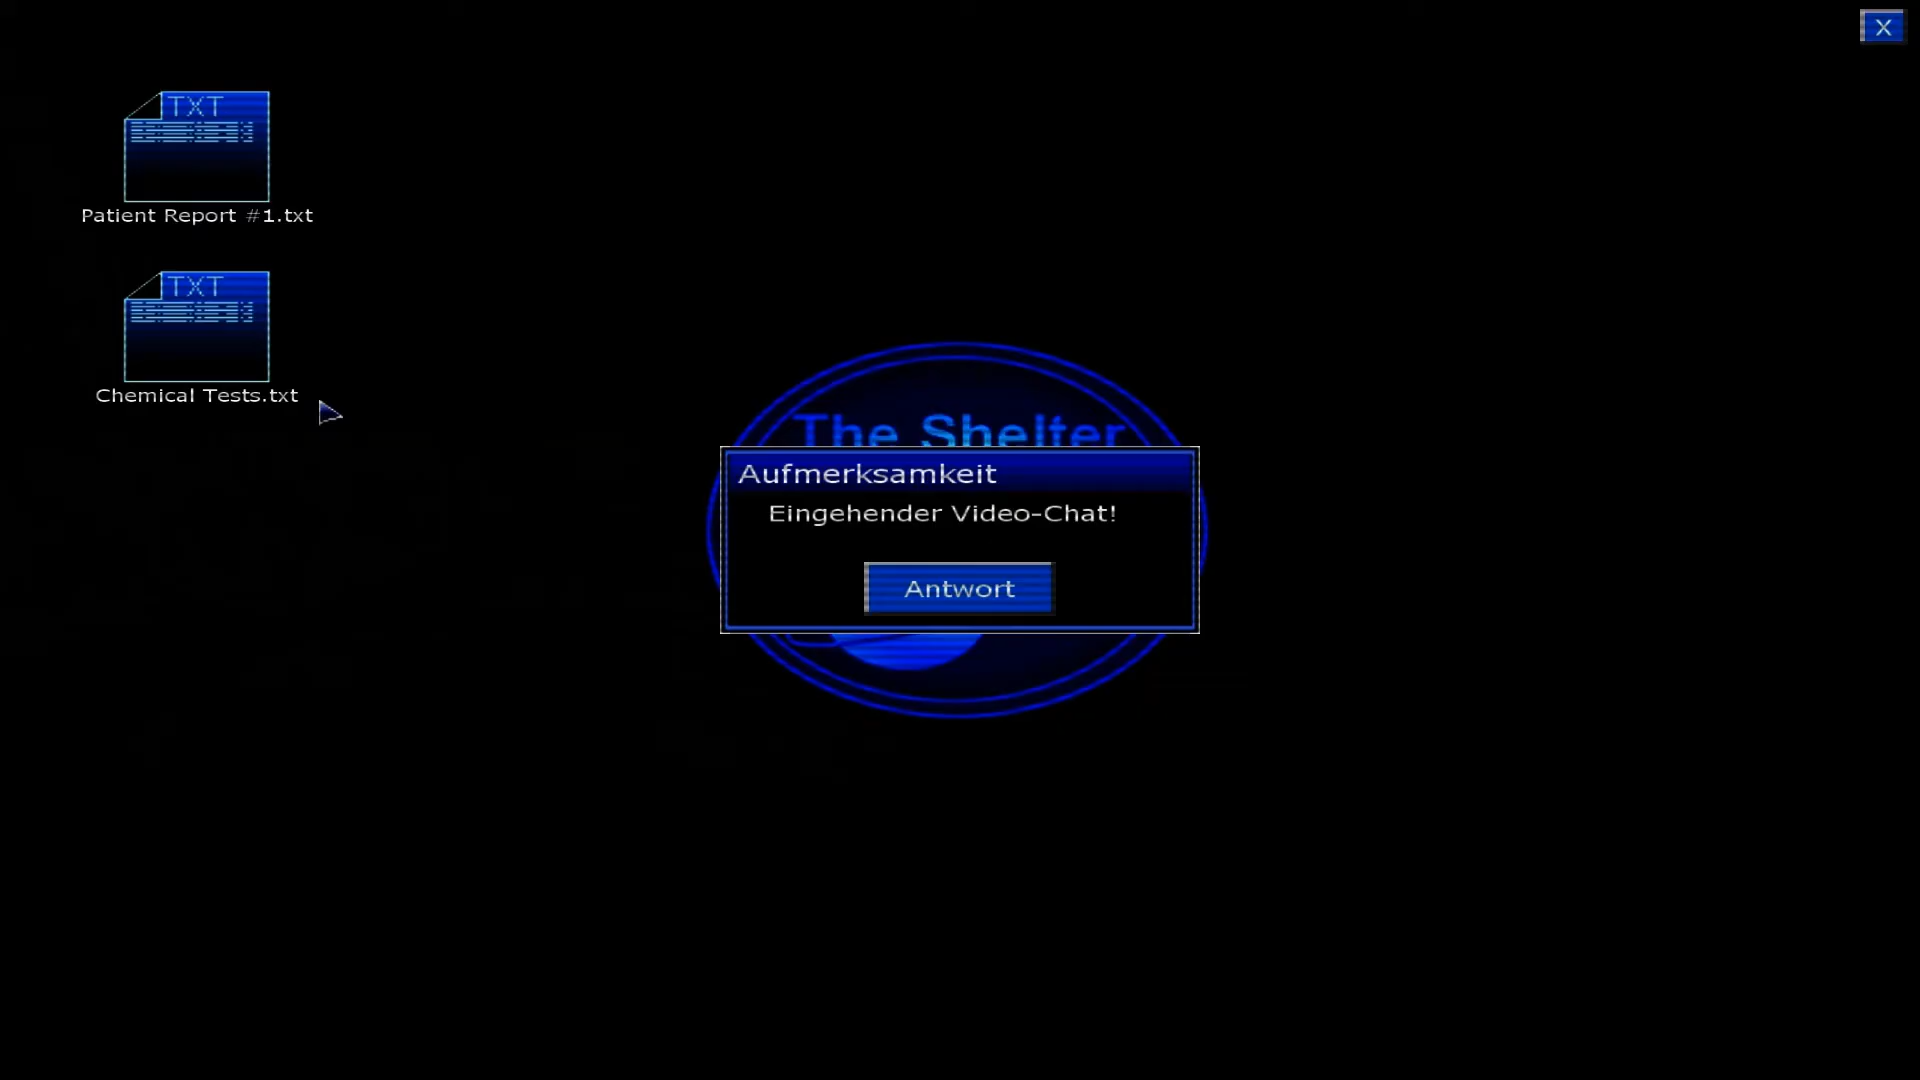 X
TXT
Patient Report #1.txt
TXT
Chemical Tests.txt
The Shelter
Aufmerksamkeit
Eingehender Video-Chat!
Antwort